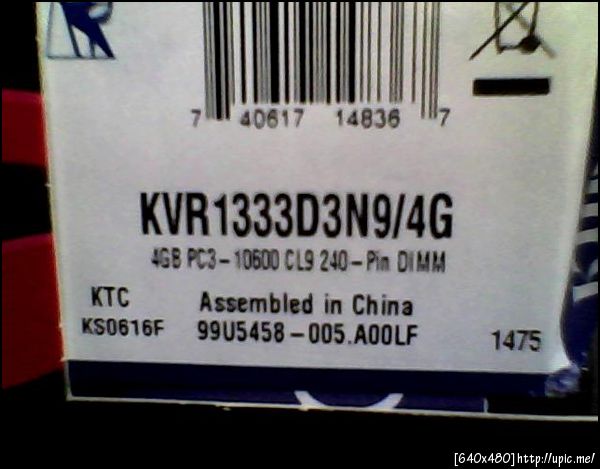 7 40617 14836 7
KVR1333D3N9/4G
4GB PC3-10600 CL9 240-Pin DIMM
KTC Assembled in China
KS0616F 99U5458-005.A00LF 1475
[640x480]http://upic.me/